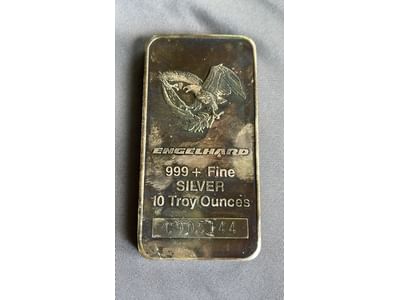 ENGELHARD
999+ Fine
SILVER
10 Troy Ounces